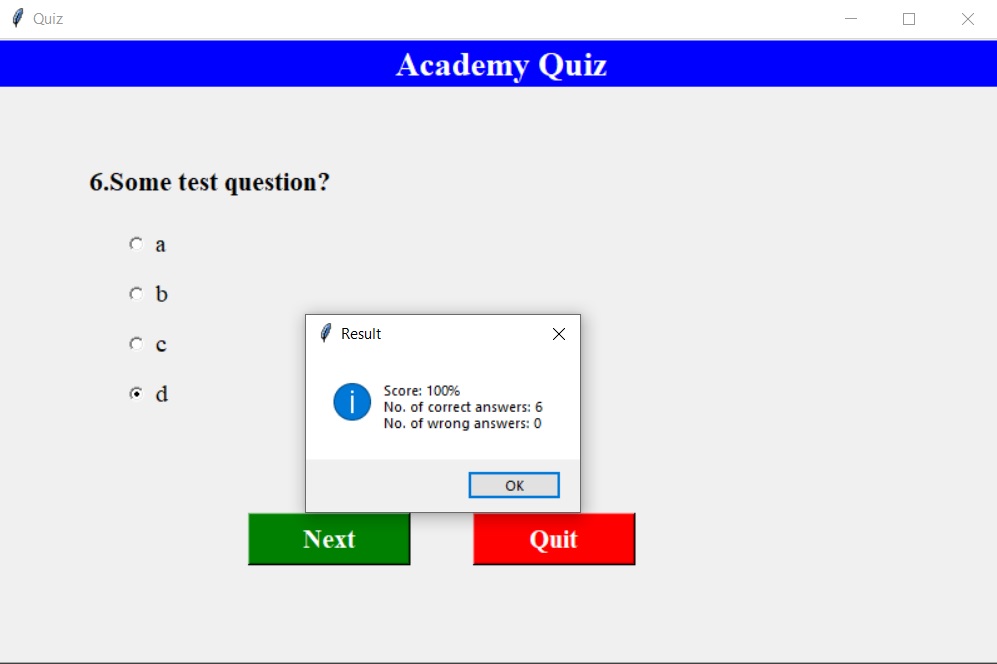 Quiz
Academy Quiz
6.Some test question?
a
b
c
d
Result
Score: 100%
No. of correct answers: 6
No. of wrong answers: 0
OK
Next
Quit